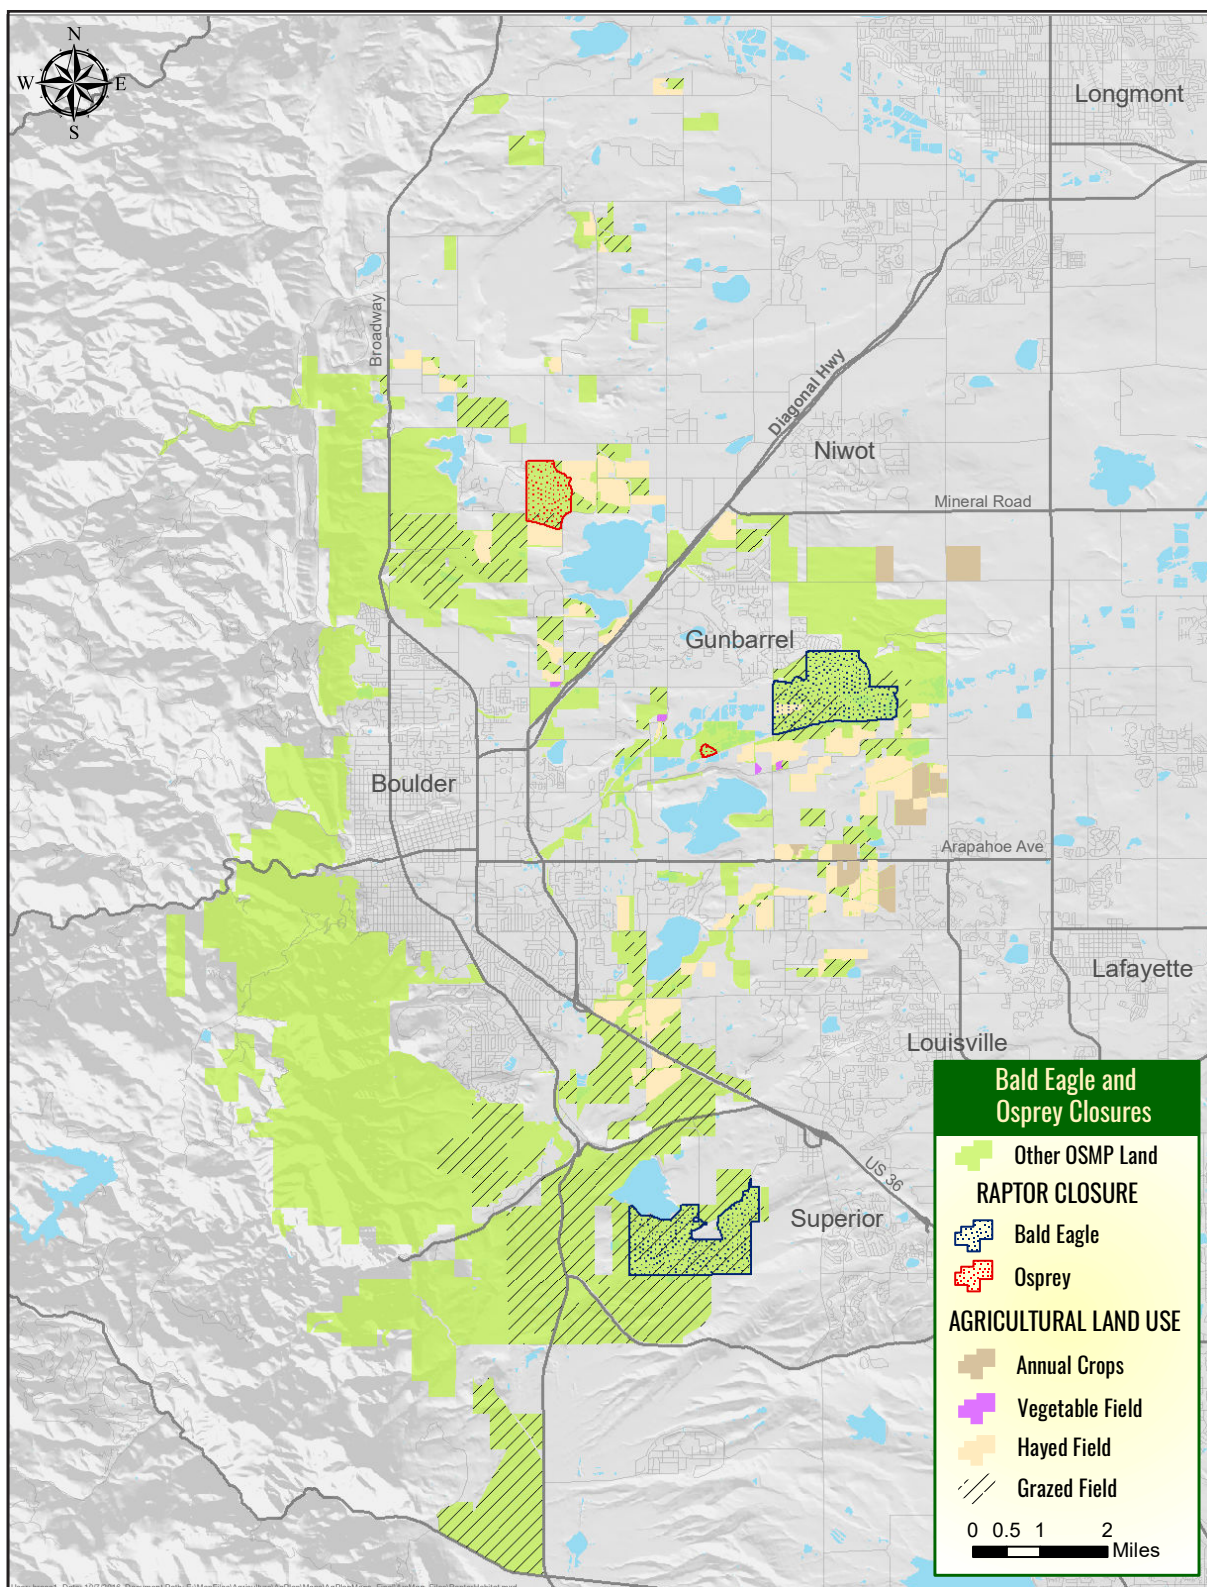 N
W
E
S
Longmont
Broadway
Diagonal Hwy
Niwot
Mineral Road
Gunbarrel
Boulder
Arapahoe Ave
Lafayette
Louisville
US 36
Superior
Bald Eagle and
Osprey Closures
Other OSMP Land
RAPTOR CLOSURE
Bald Eagle
Osprey
AGRICULTURAL LAND USE
Annual Crops
Vegetable Field
Hayed Field
Grazed Field
0 0.5 1 2
Miles